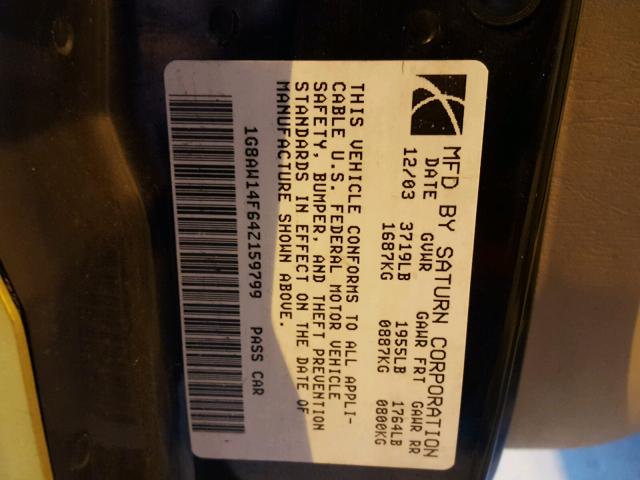 MFD BY SATURN CORPORATION
DATE GVWR GAWR FRT GAWR RR
12/03 3719LB 1955LB 1764LB
1687KG 0887KG 0800KG
THIS VEHICLE CONFORMS TO ALL APPLI-
CABLE U.S. FEDERAL MOTOR VEHICLE
SAFETY, BUMPER, AND THEFT PREVENTION
STANDARDS IN EFFECT ON THE DATE OF
MANUFACTURE SHOWN ABOVE.
1G8AW14F64Z159799 PASS CAR